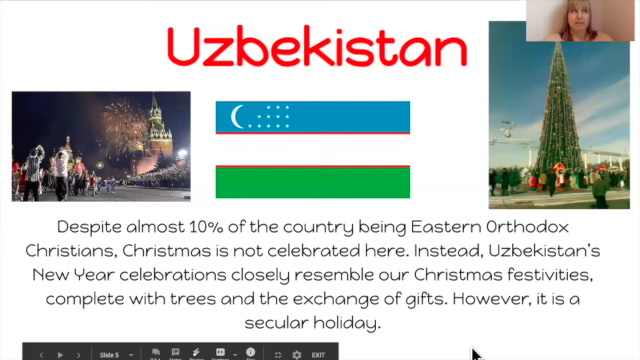 Uzbekistan
Despite almost 10% of the country being Eastern Orthodox
Christians, Christmas is not celebrated here. Instead, Uzbekistan's
New Year celebrations closely resemble our Christmas festivities,
complete with trees and the exchange of gifts. However, it is a
secular holiday.
Slide 5 EXIT